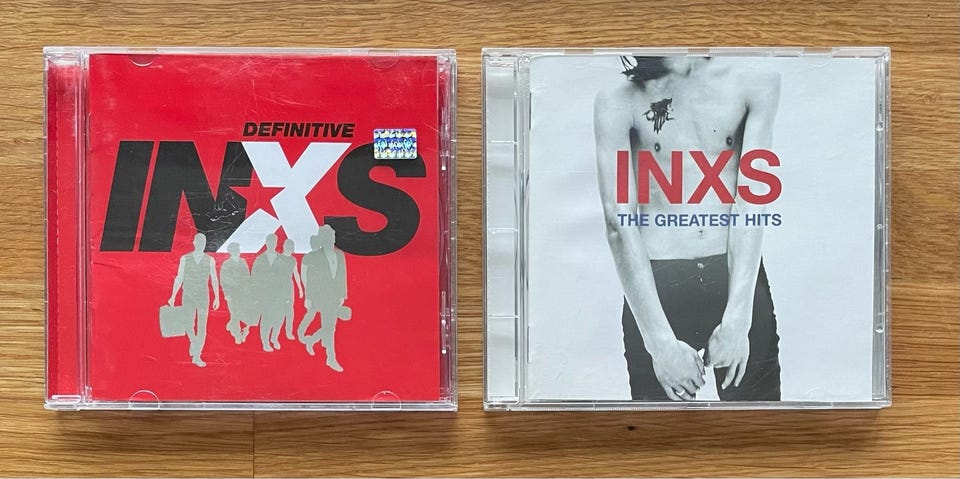 DEFINITIVE
INXS
INXS
THE GREATEST HITS